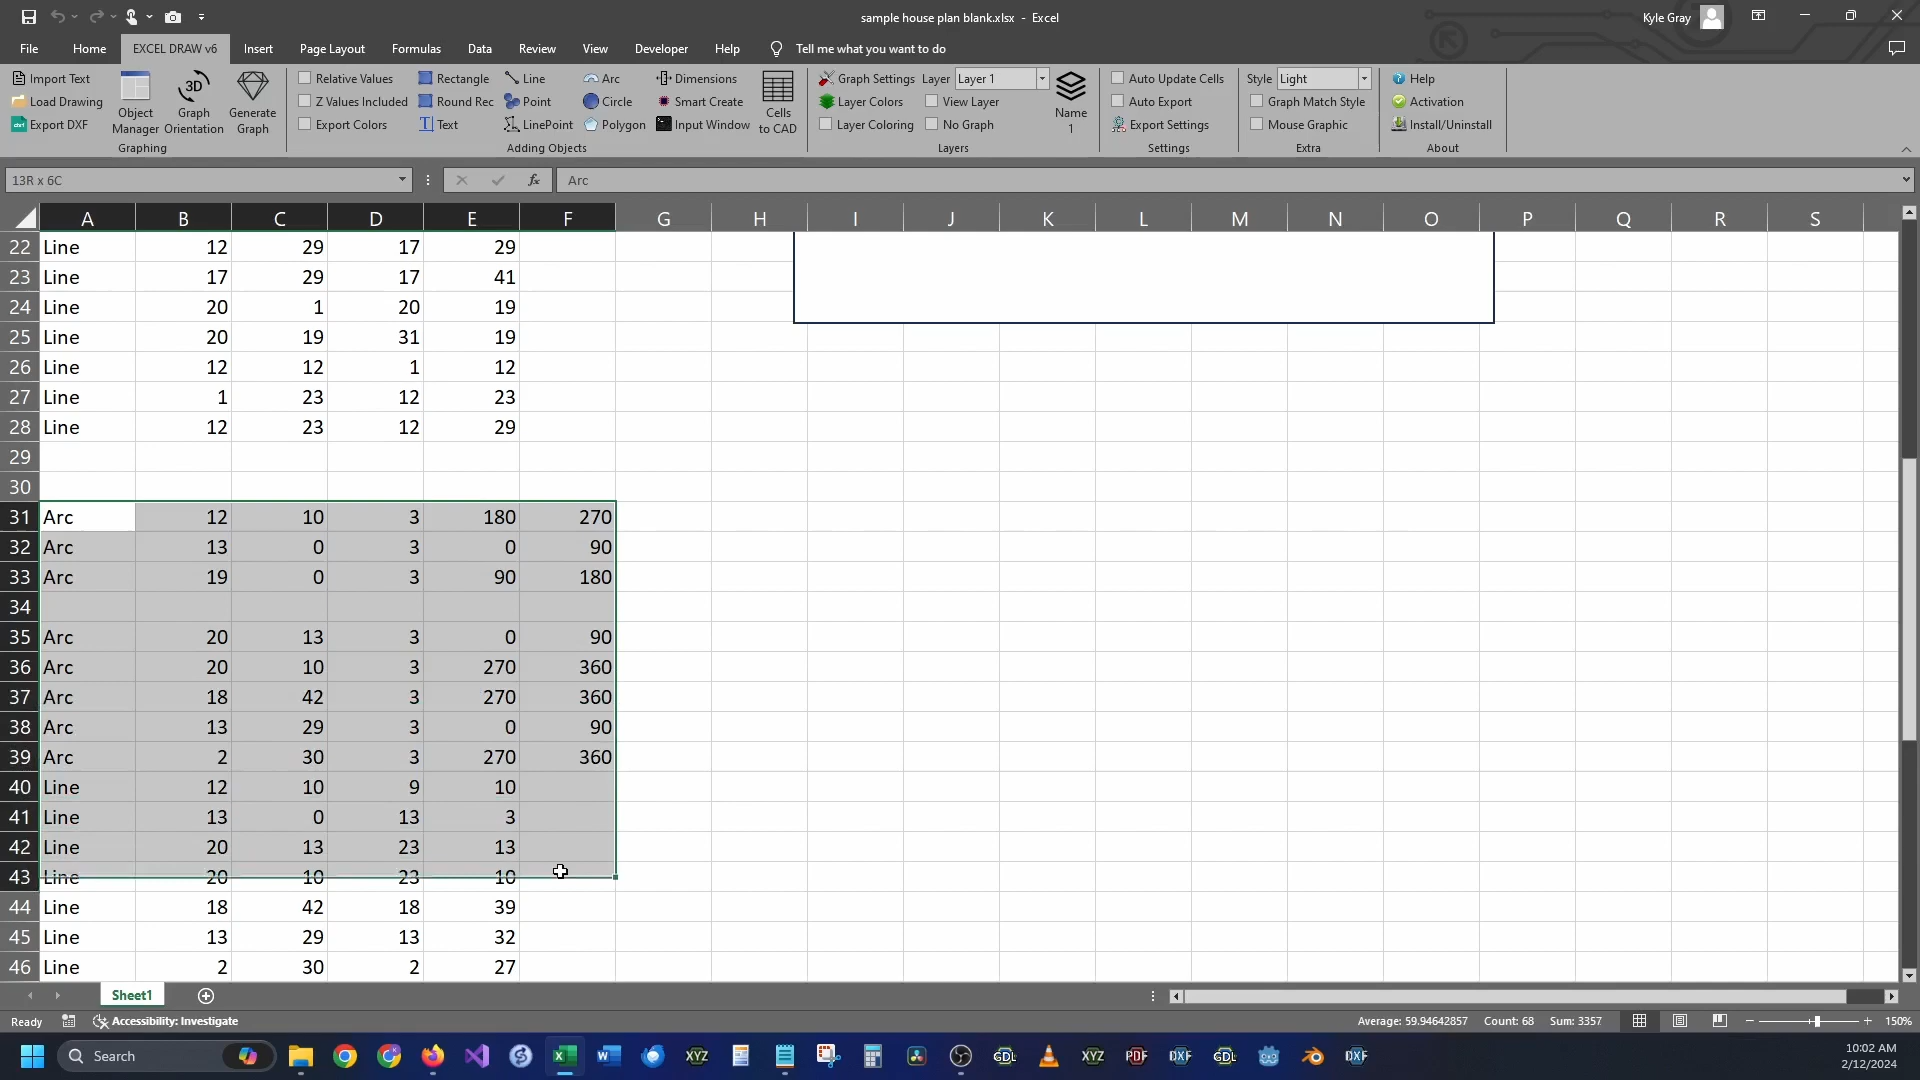 sample house plan blank.xlsx - Excel
Kyle Gray
File Home EXCEL DRAW v6 Insert Page Layout Formulas Data Review View Developer Help Tell me what you want to do
Import Text
Load Drawing
Export DXF
Object Manager
3D
Graph Orientation
Generate Graph
Graphing
Relative Values
Z Values Included
Export Colors
Rectangle
Round Rec
Text
Line
Point
LinePoint
Arc
Circle
Polygon
Dimensions
Smart Create
Input Window
Cells to CAD
Adding Objects
Graph Settings
Layer Colors
Layer Coloring
Layer Layer 1
View Layer
No Graph
Name 1
Layers
Auto Update Cells
Auto Export
Export Settings
Settings
Style Light
Graph Match Style
Mouse Graphic
Extra
Help
Activation
Install/Uninstall
About
13R x 6C fx Arc
A B C D E F G H I J K L M N O P Q R S
22 Line 12 29 17 29
23 Line 17 29 17 41
24 Line 20 1 20 19
25 Line 20 19 31 19
26 Line 12 12 1 12
27 Line 1 23 12 23
28 Line 12 23 12 29
29
30
31 Arc 12 10 3 180 270
32 Arc 13 0 3 0 90
33 Arc 19 0 3 90 180
34
35 Arc 20 13 3 0 90
36 Arc 20 10 3 270 360
37 Arc 18 42 3 270 360
38 Arc 13 29 3 0 90
39 Arc 2 30 3 270 360
40 Line 12 10 9 10
41 Line 13 0 13 3
42 Line 20 13 23 13
43 Line 20 10 23 10
44 Line 18 42 18 39
45 Line 13 29 13 32
46 Line 2 30 2 27
Sheet1
Ready Accessibility: Investigate Average: 59.94642857 Count: 68 Sum: 3357 150%
Search XYZ GDL XYZ PDF DXF GDL DXF
10:02 AM
2/12/2024